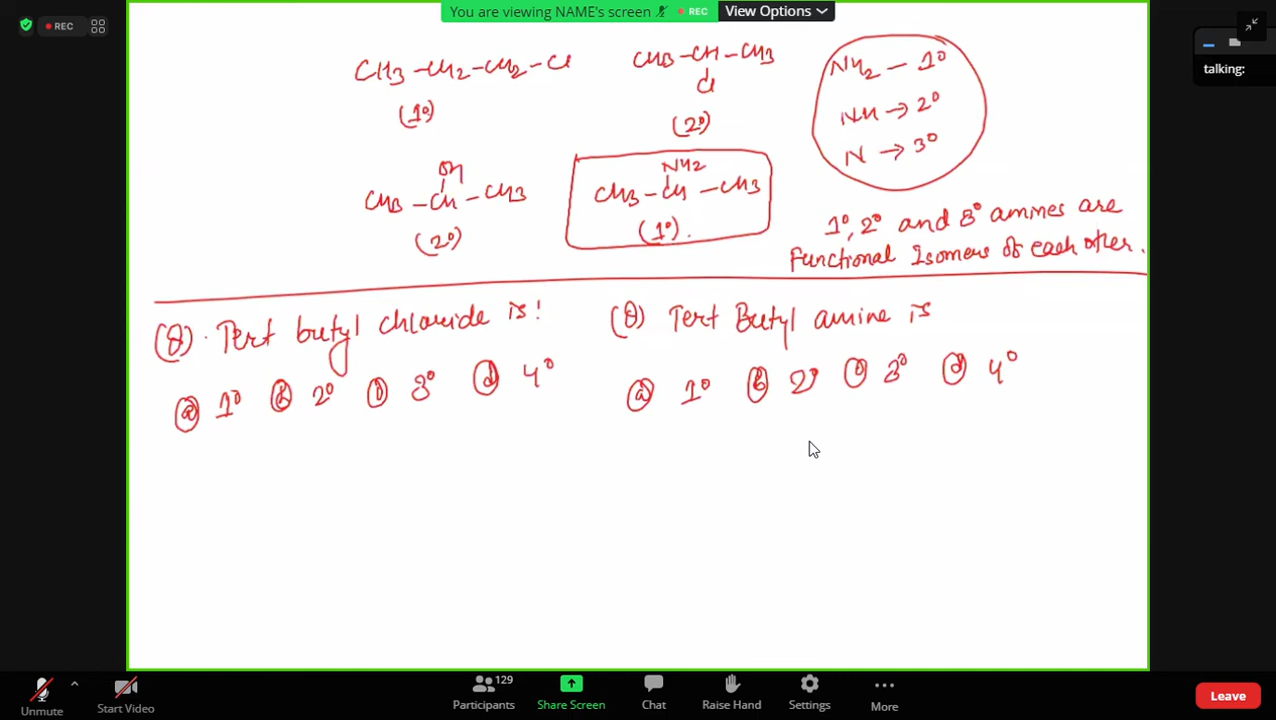 You are viewing NAME's screen REC View Options
REC
talking:
CH3-CH2-CH2-Cl
(1°)
CH3-CH-CH3
Cl
(2°)
NH2 - 1°
NH → 2°
N → 3°
OH
CH3-CH-CH3
(2°)
NH2
CH3-CH-CH3
(1°).
1°, 2° and 3° amines are
Functional Isomers of each other.
(Q). Tert butyl chloride is!
(a) 1° (b) 2° (c) 3° (d) 4°
(Q) Tert Butyl amine is
(a) 1° (b) 2° (c) 3° (d) 4°
Unmute
Start Video
129
Participants
Share Screen
Chat
Raise Hand
Settings
More
Leave